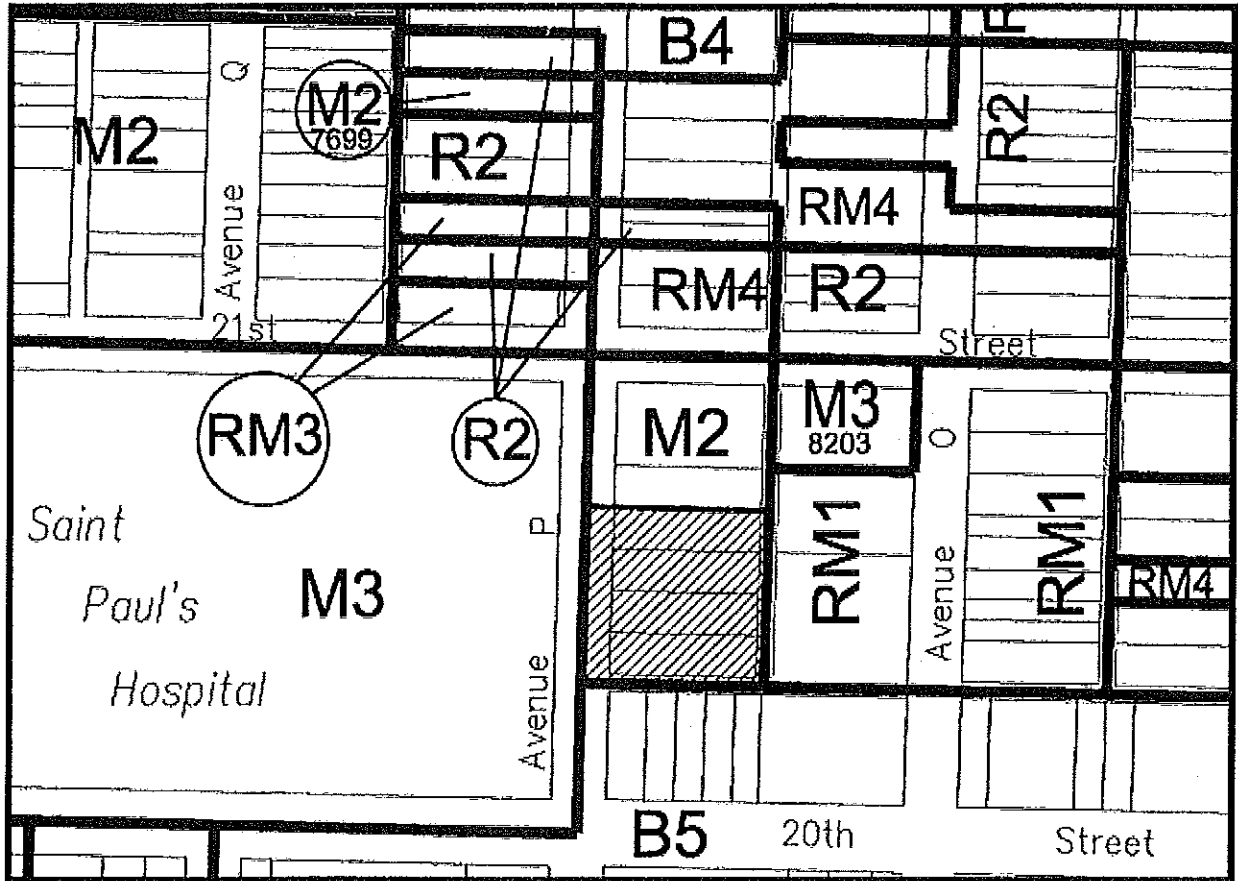 B4
R
Q
M2
7699
M2
R2
R2
Avenue
RM4
RM4
R2
21st
Street
RM3
R2
M2
M3
8203
O
P
Saint
Paul's
Hospital
M3
RM1
Avenue
RM1
RM4
Avenue
B5
20th
Street